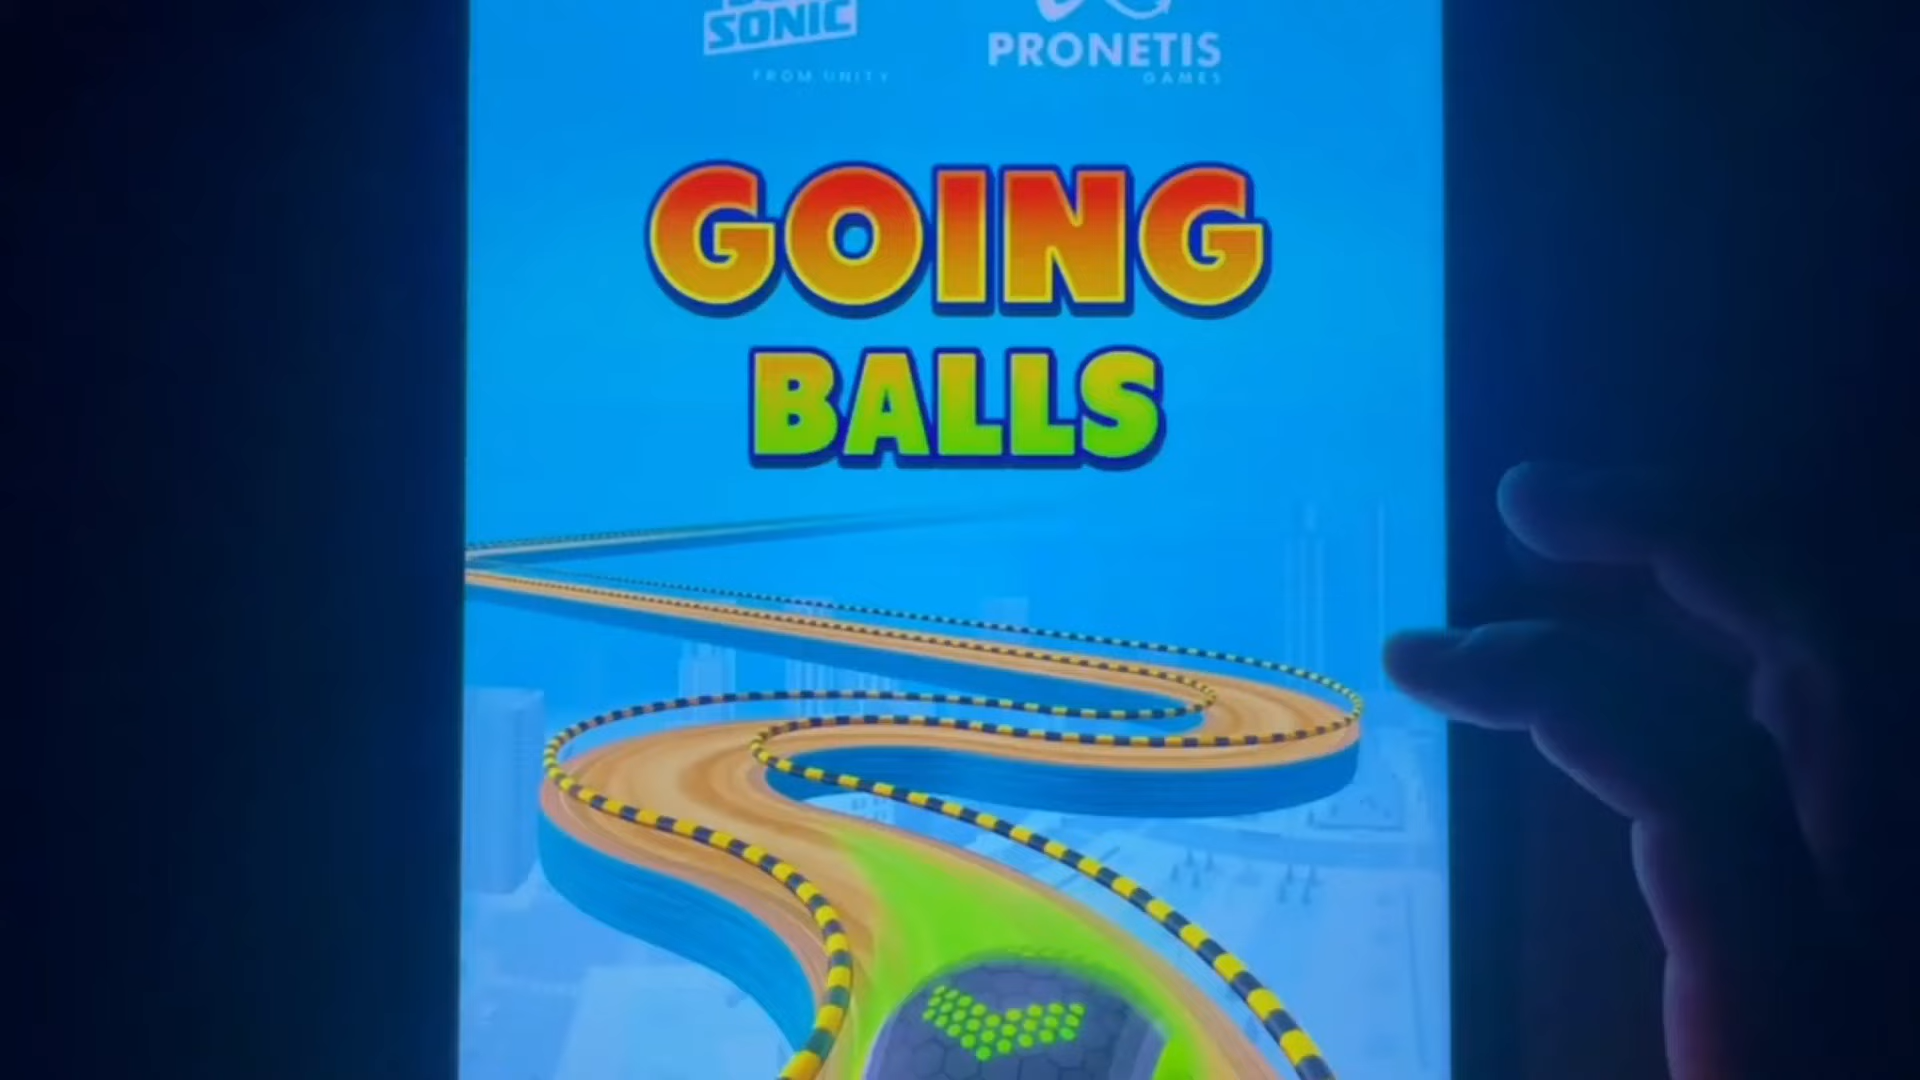 SONIC
FROM UNITY
PRONETIS
GAMES
GOING
BALLS